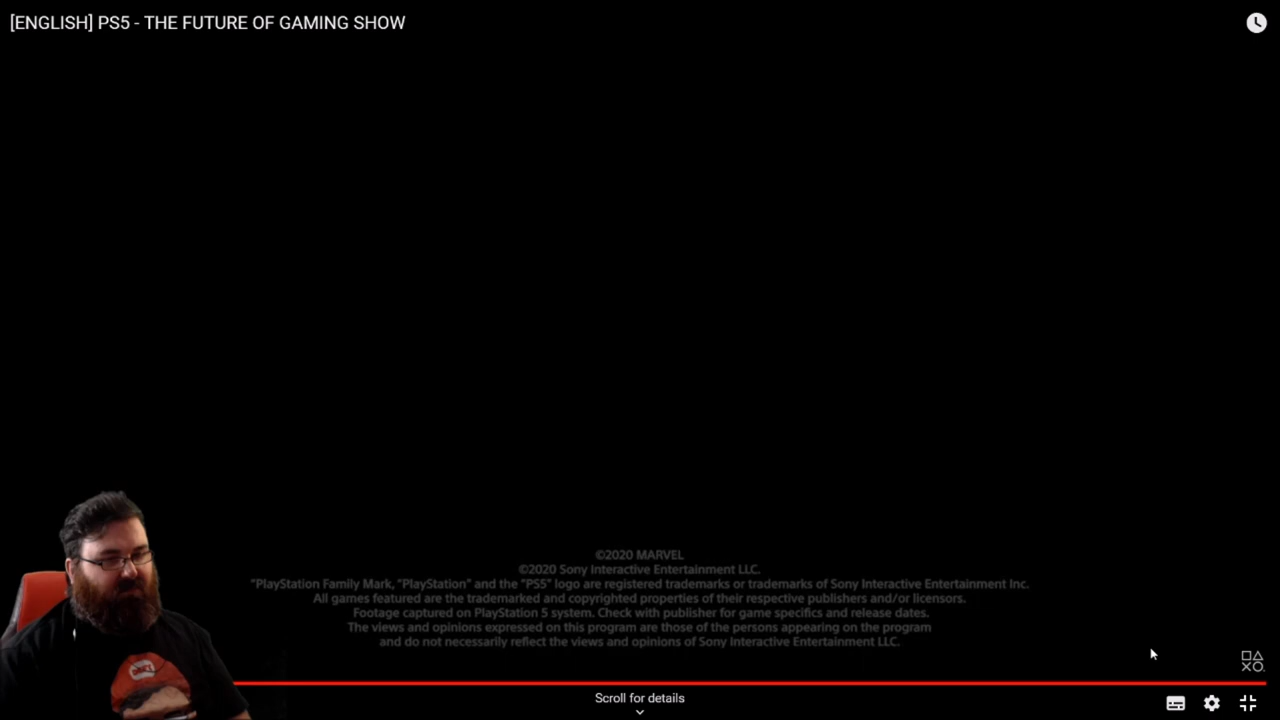 [ENGLISH] PS5 - THE FUTURE OF GAMING SHOW
©2020 MARVEL
©2020 Sony Interactive Entertainment LLC.
"PlayStation Family Mark, "PlayStation" and the "PS5" logo are registered trademarks or trademarks of Sony Interactive Entertainment Inc.
All games featured are the trademarked and copyrighted properties of their respective publishers and/or licensors.
Footage captured on PlayStation 5 system. Check with publisher for game specifics and release dates.
The views and opinions expressed on this program are those of the persons appearing on the program
and do not necessarily reflect the views and opinions of Sony Interactive Entertainment LLC.
Scroll for details